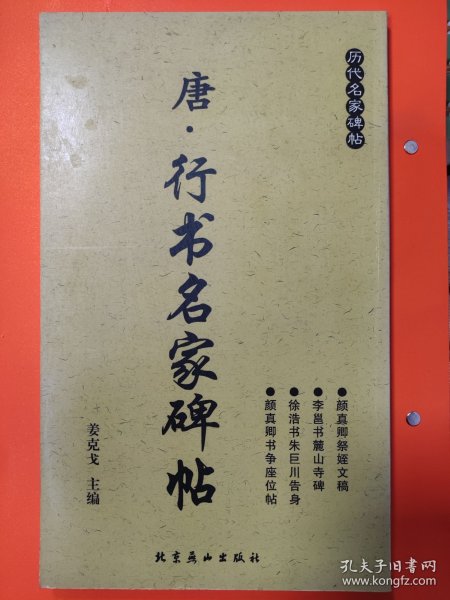 历代名家碑帖
唐·行书名家碑帖
●颜真卿祭姪文稿
●李邕书麓山寺碑
●徐浩书朱巨川告身
●颜真卿书争座位帖
姜克戈 主编
北京燕山出版社
孔夫子旧书网
www.kongfz.com